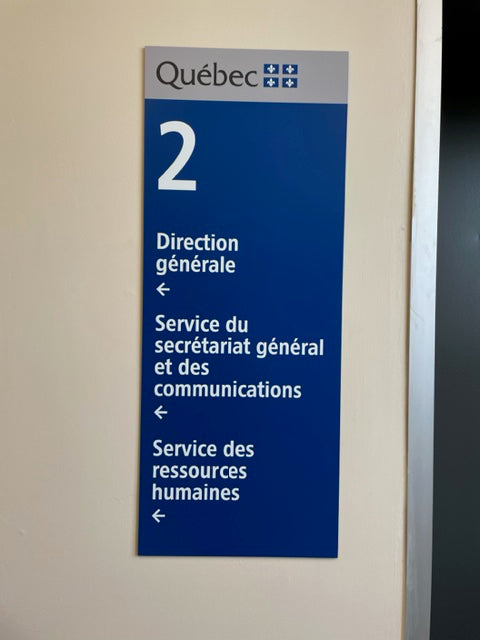 Québec
2
Direction
générale
←
Service du
secrétariat général
et des
communications
←
Service des
ressources
humaines
←